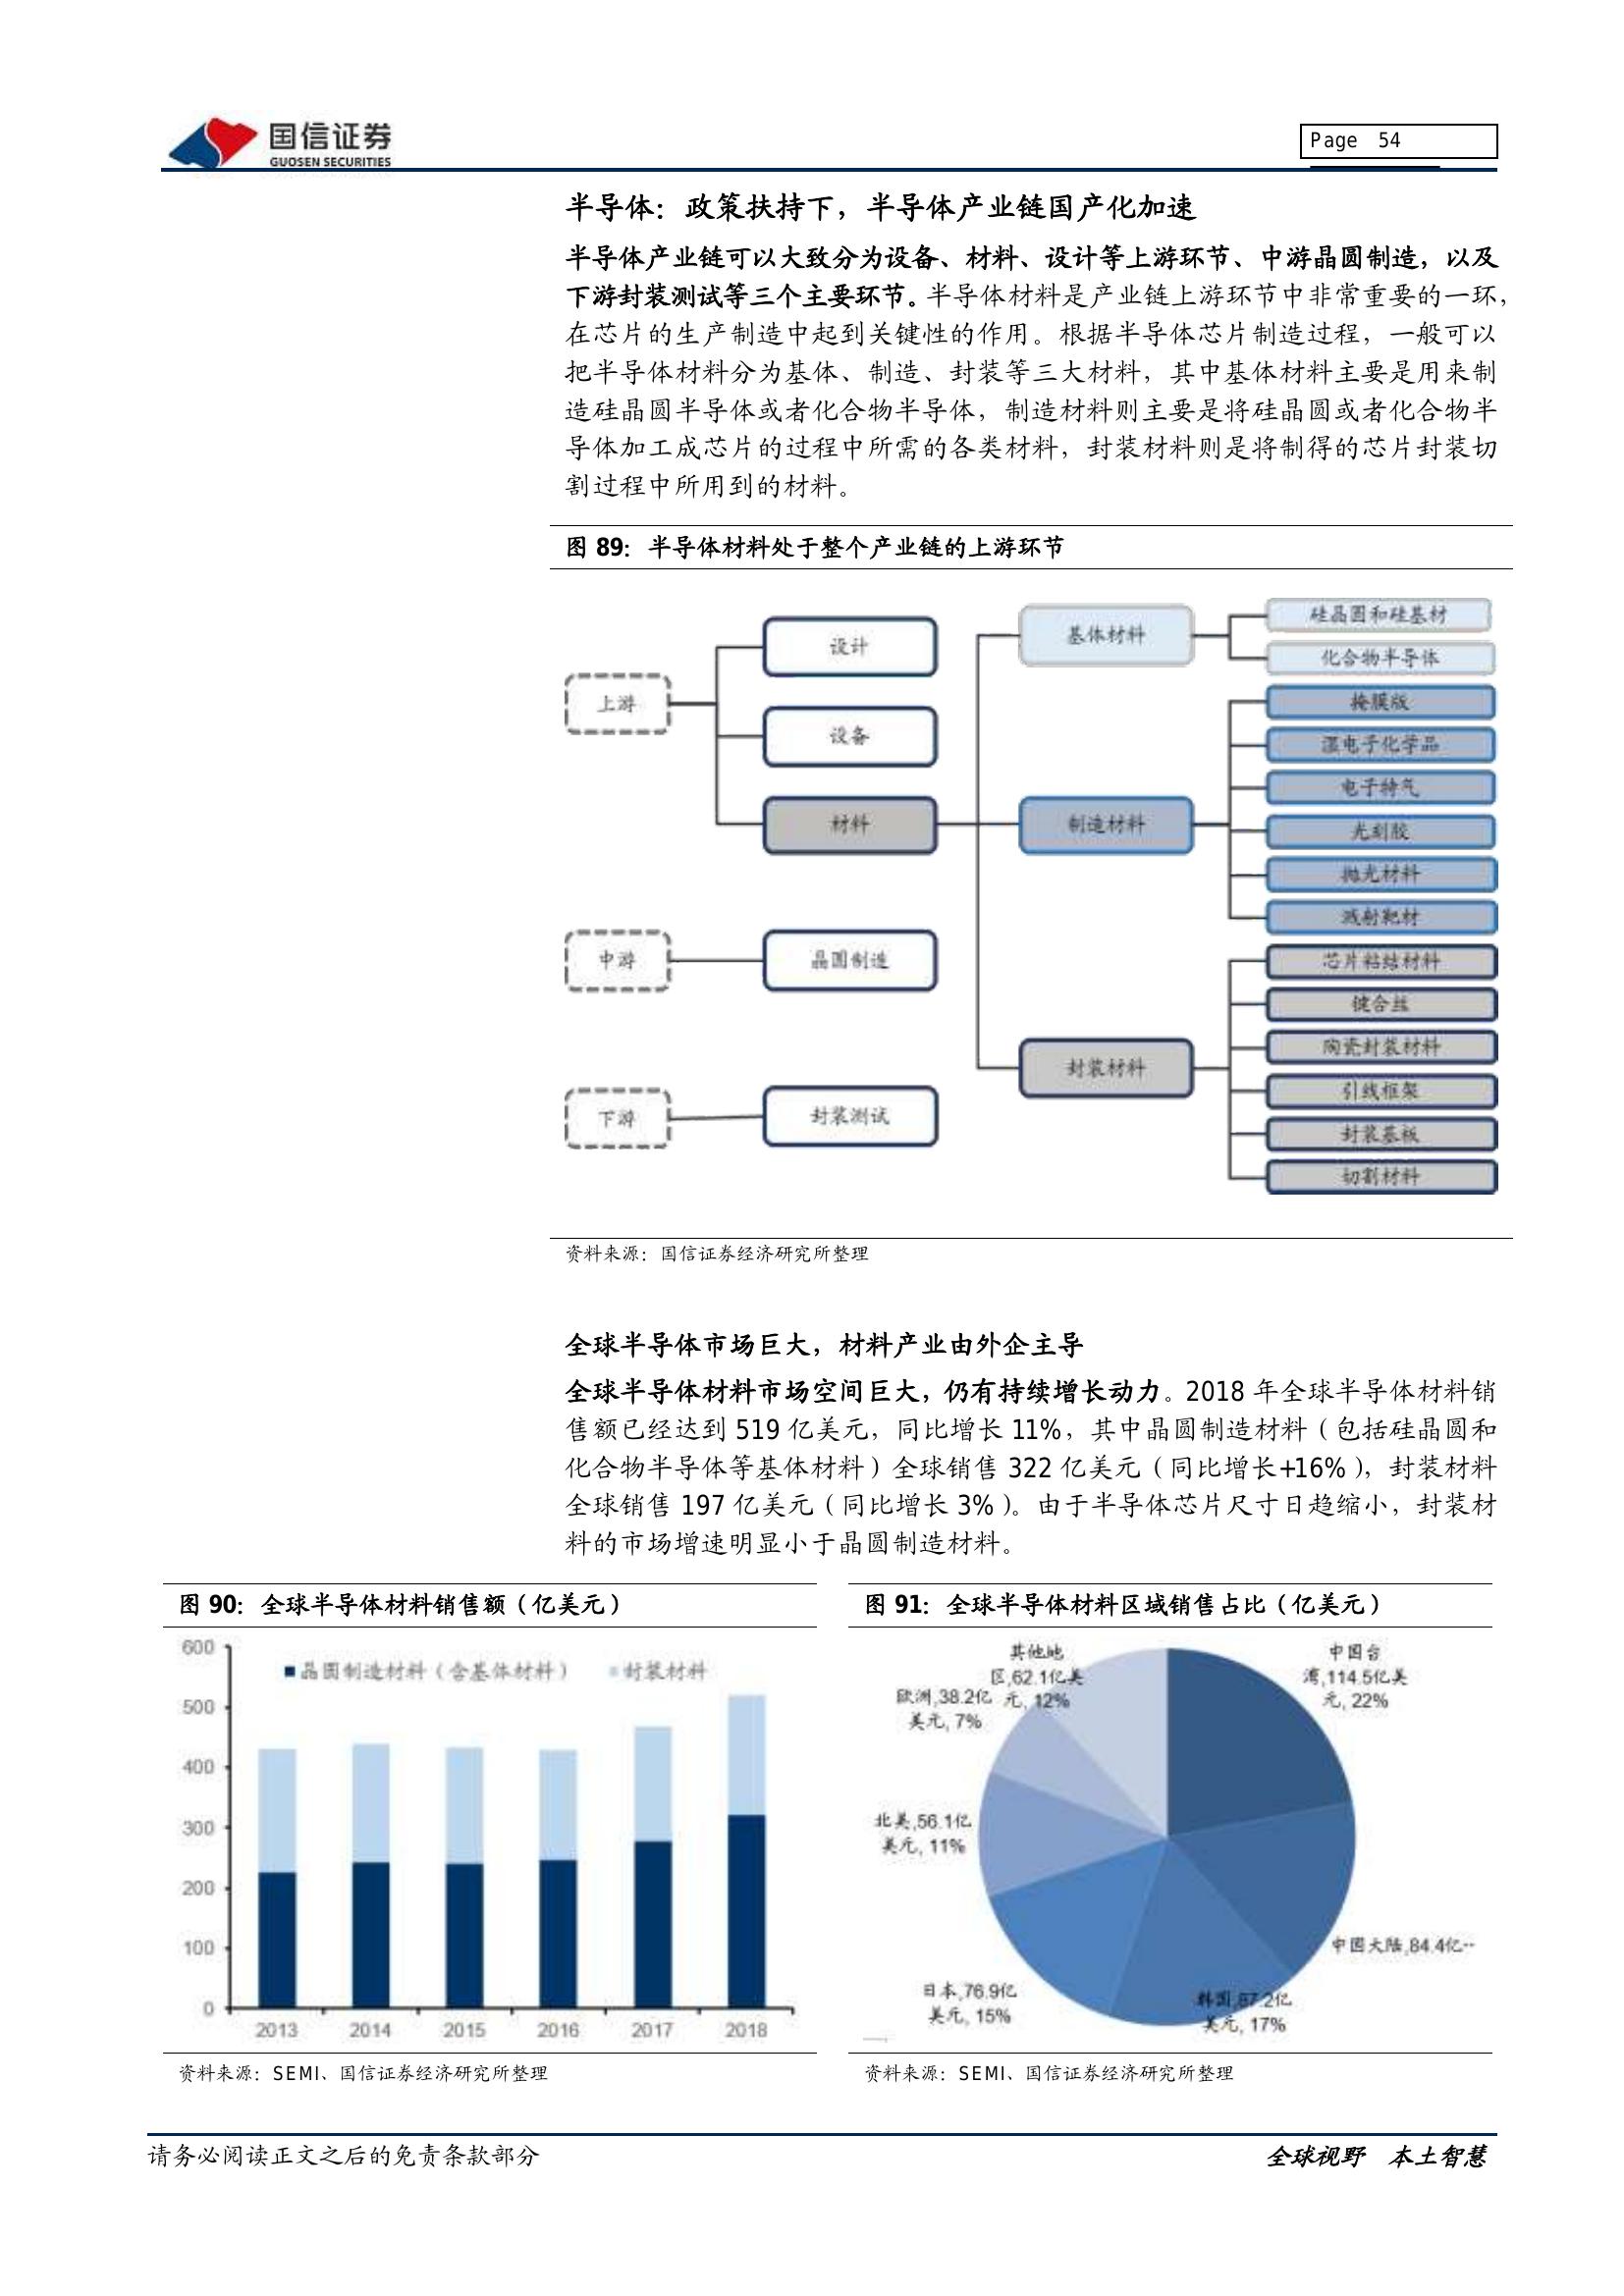 国信证券
GUOSEN SECURITIES
Page 54
半导体：政策扶持下，半导体产业链国产化加速
半导体产业链可以大致分为设备、材料、设计等上游环节、中游晶圆制造，以及
下游封装测试等三个主要环节。半导体材料是产业链上游环节中非常重要的一环，
在芯片的生产制造中起到关键性的作用。根据半导体芯片制造过程，一般可以
把半导体材料分为基体、制造、封装等三大材料，其中基体材料主要是用来制
造硅晶圆半导体或者化合物半导体，制造材料则主要是将硅晶圆或者化合物半
导体加工成芯片的过程中所需的各类材料，封装材料则是将制得的芯片封装切
割过程中所用到的材料。
图 89：半导体材料处于整个产业链的上游环节
上游
设计
设备
材料
中游
晶圆制造
下游
封装测试
基体材料
硅晶圆和硅基材
化合物半导体
制造材料
掩膜版
湿电子化学品
电子特气
光刻胶
抛光材料
溅射靶材
封装材料
芯片粘结材料
键合丝
陶瓷封装材料
引线框架
封装基板
切割材料
资料来源：国信证券经济研究所整理
全球半导体市场巨大，材料产业由外企主导
全球半导体材料市场空间巨大，仍有持续增长动力。2018 年全球半导体材料销
售额已经达到 519 亿美元，同比增长 11%，其中晶圆制造材料（包括硅晶圆和
化合物半导体等基体材料）全球销售 322 亿美元（同比增长+16%），封装材料
全球销售 197 亿美元（同比增长 3%）。由于半导体芯片尺寸日趋缩小，封装材
料的市场增速明显小于晶圆制造材料。
图 90：全球半导体材料销售额（亿美元）
晶圆制造材料（含基体材料） 封装材料
600
500
400
300
200
100
0
2013 2014 2015 2016 2017 2018
资料来源：SEMI、国信证券经济研究所整理
图 91：全球半导体材料区域销售占比（亿美元）
中国台
湾,114.5亿美
元, 22%
中国大陆,84.4亿…
韩国,87.2亿
美元, 17%
日本,76.9亿
美元, 15%
北美,56.1亿
美元, 11%
欧洲,38.2亿
美元, 7%
其他地
区,62.1亿美
元, 12%
资料来源：SEMI、国信证券经济研究所整理
请务必阅读正文之后的免责条款部分
全球视野 本土智慧